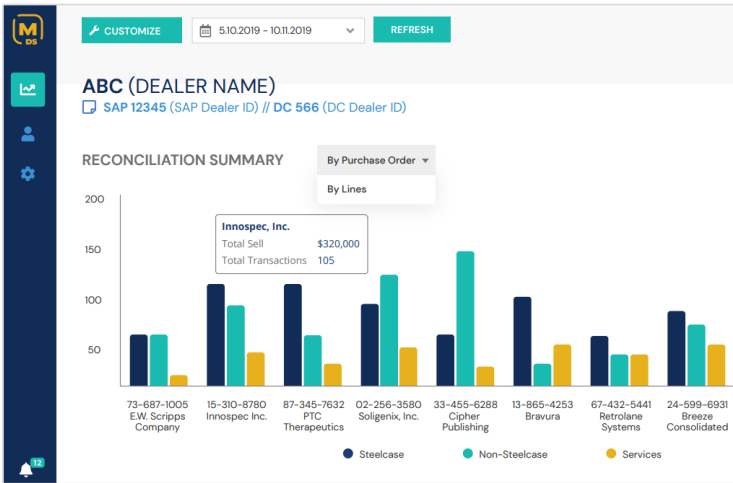 M
DS
CUSTOMIZE
5.10.2019 - 10.11.2019
REFRESH
ABC (DEALER NAME)
SAP 12345 (SAP Dealer ID) // DC 566 (DC Dealer ID)
RECONCILIATION SUMMARY
By Purchase Order
By Lines
200
150
100
50
Innospec, Inc.
Total Sell $320,000
Total Transactions 105
73-687-1005 15-310-8780 87-345-7632 02-256-3580 33-455-6288 13-865-4253 67-432-5441 24-599-6931
E.W. Scripps Innospec Inc. PTC Soligenix, Inc. Cipher Bravura Retrolane Breeze
Company Therapeutics Publishing Systems Consolidated
Steelcase Non-Steelcase Services
12